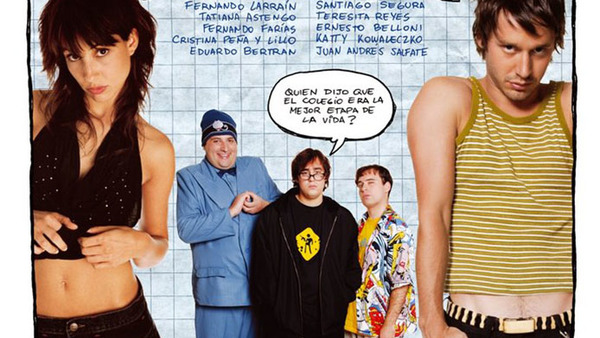 FERNANDO LARRAÍN
TATIANA ASTENGO
FERNANDO FARÍAS
CRISTINA PEÑA Y LILLO
EDUARDO BERTRAN
SANTIAGO SEGURA
TERESITA REYES
ERNESTO BELLONI
KATTY KOWALECZKO
JUAN ANDRES SALFATE
QUIEN DIJO QUE
EL COLEGIO ERA LA
MEJOR ETAPA DE
LA VIDA?